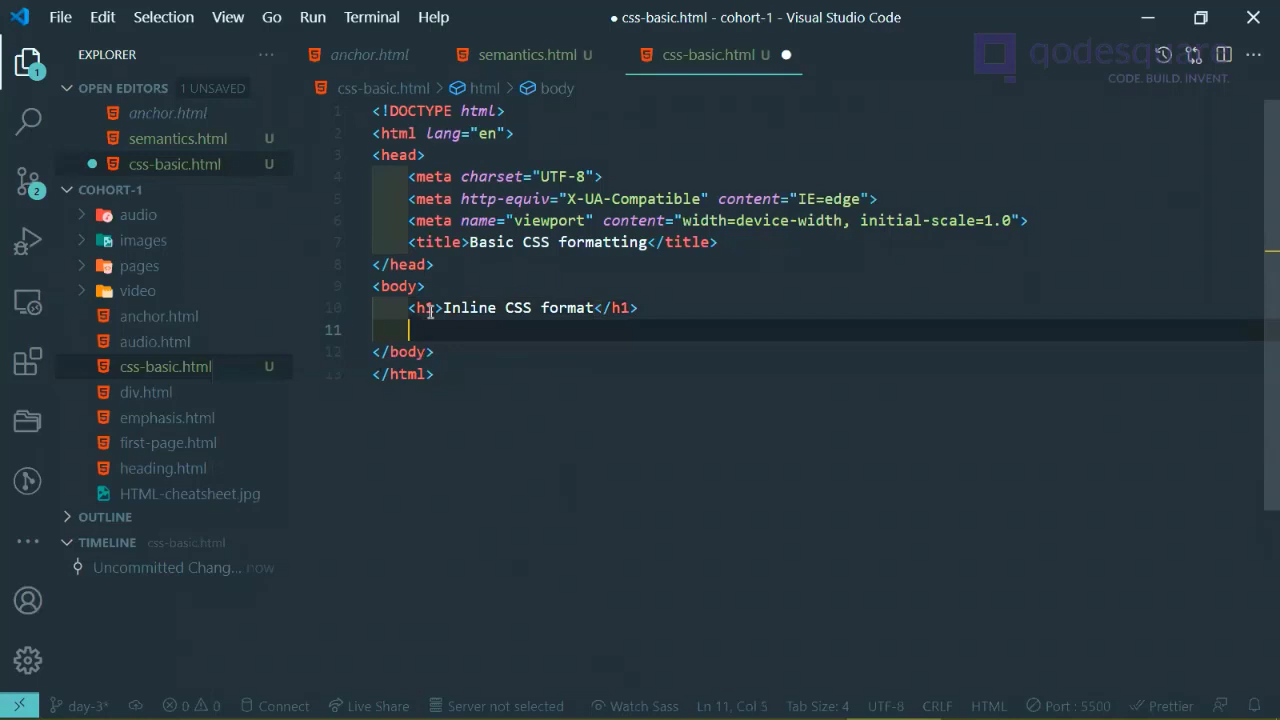 File Edit Selection View Go Run Terminal Help
● css-basic.html - cohort-1 - Visual Studio Code
EXPLORER
OPEN EDITORS 1 UNSAVED
anchor.html
semantics.html U
css-basic.html U
COHORT-1
audio
images
pages
video
anchor.html
audio.html
css-basic.html U
div.html
emphasis.html
first-page.html
heading.html
HTML-cheatsheet.jpg
OUTLINE
TIMELINE css-basic.html
Uncommitted Chang... now
1
2
anchor.html semantics.html U css-basic.html U
qodesquare
CODE. BUILD. INVENT.
css-basic.html > html > body
1 <!DOCTYPE html>
2 <html lang="en">
3 <head>
4 <meta charset="UTF-8">
5 <meta http-equiv="X-UA-Compatible" content="IE=edge">
6 <meta name="viewport" content="width=device-width, initial-scale=1.0">
7 <title>Basic CSS formatting</title>
8 </head>
9 <body>
10 <h1>Inline CSS format</h1>
11
12 </body>
13 </html>
day-3* 0 0 Connect Live Share Server not selected Watch Sass Ln 11, Col 5 Tab Size: 4 UTF-8 CRLF HTML Port : 5500 Prettier